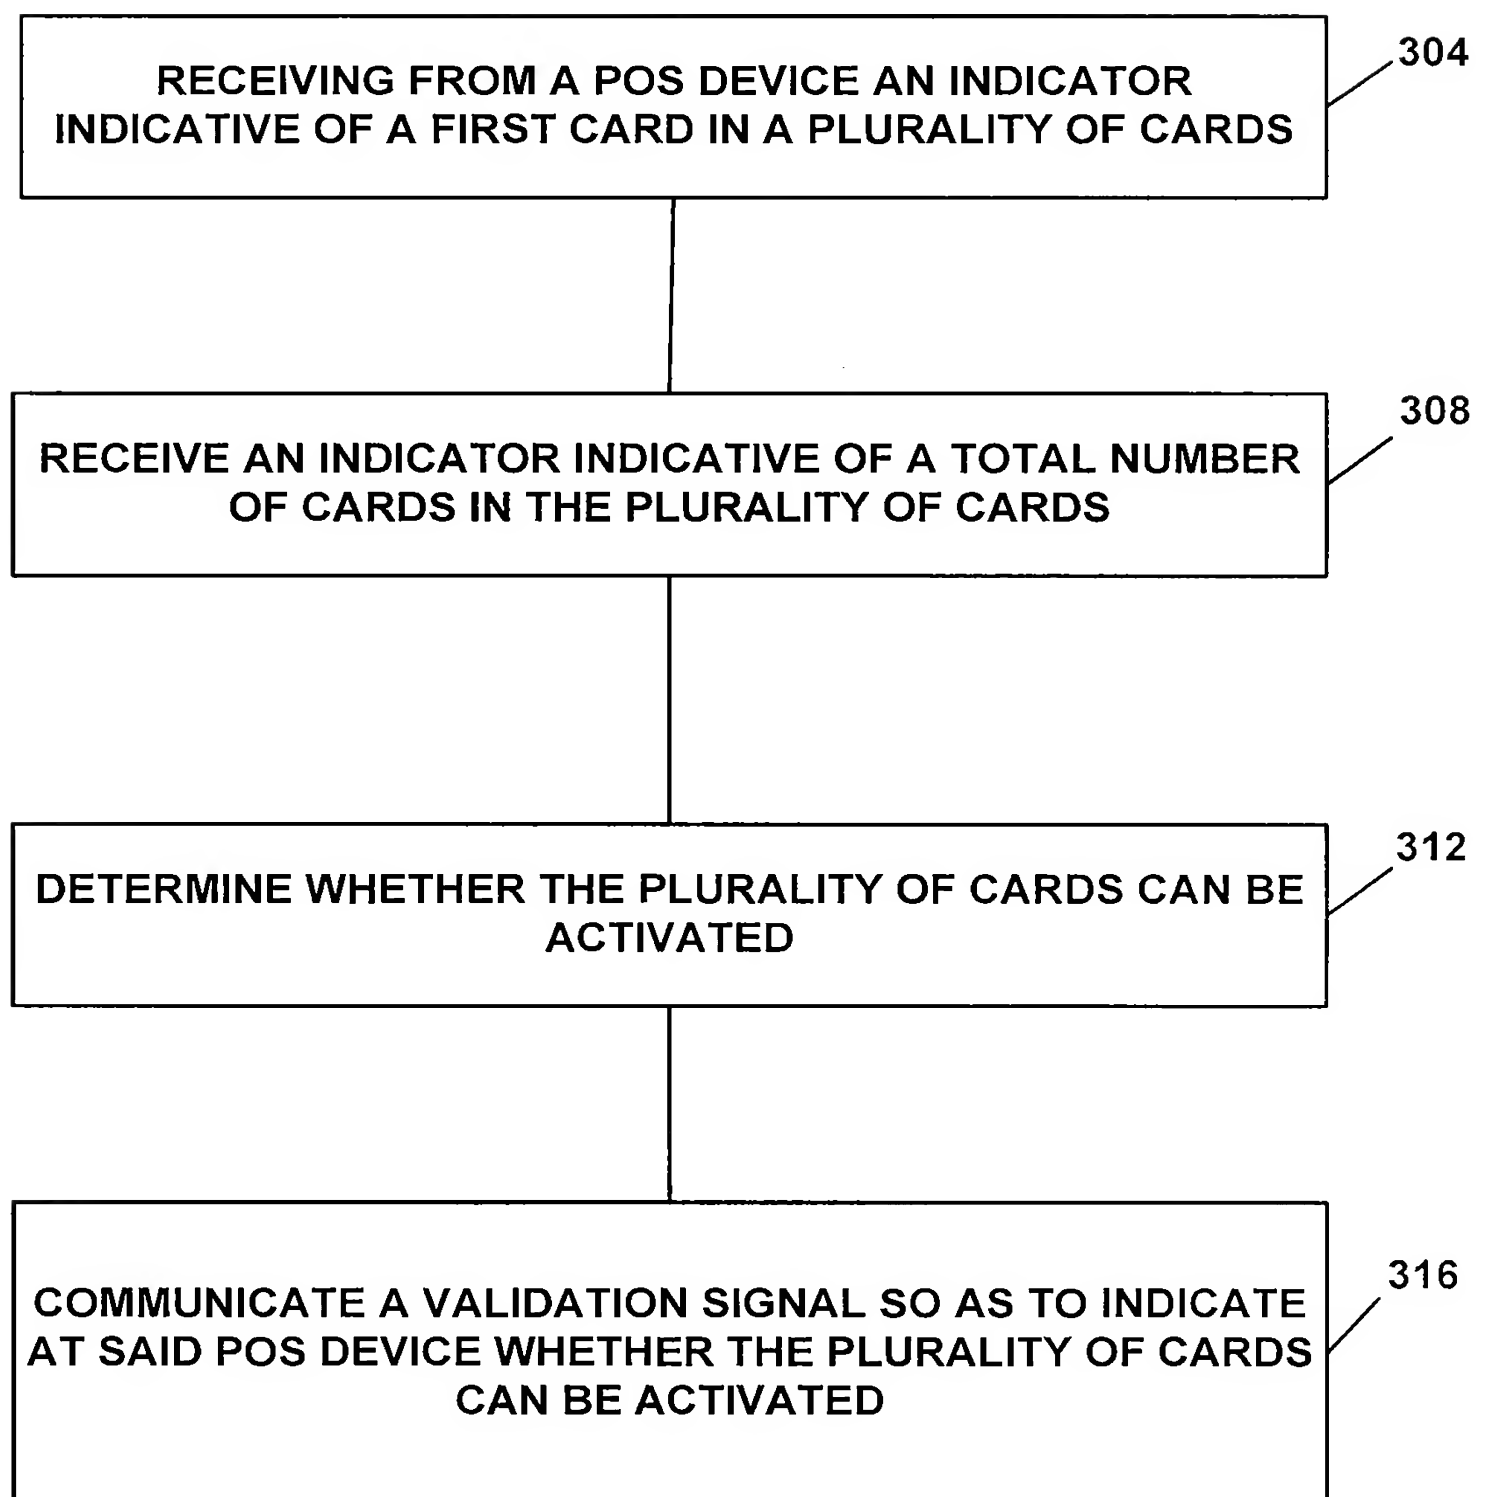 RECEIVING FROM A POS DEVICE AN INDICATOR
INDICATIVE OF A FIRST CARD IN A PLURALITY OF CARDS
304
RECEIVE AN INDICATOR INDICATIVE OF A TOTAL NUMBER
OF CARDS IN THE PLURALITY OF CARDS
308
DETERMINE WHETHER THE PLURALITY OF CARDS CAN BE
ACTIVATED
312
COMMUNICATE A VALIDATION SIGNAL SO AS TO INDICATE
AT SAID POS DEVICE WHETHER THE PLURALITY OF CARDS
CAN BE ACTIVATED
316